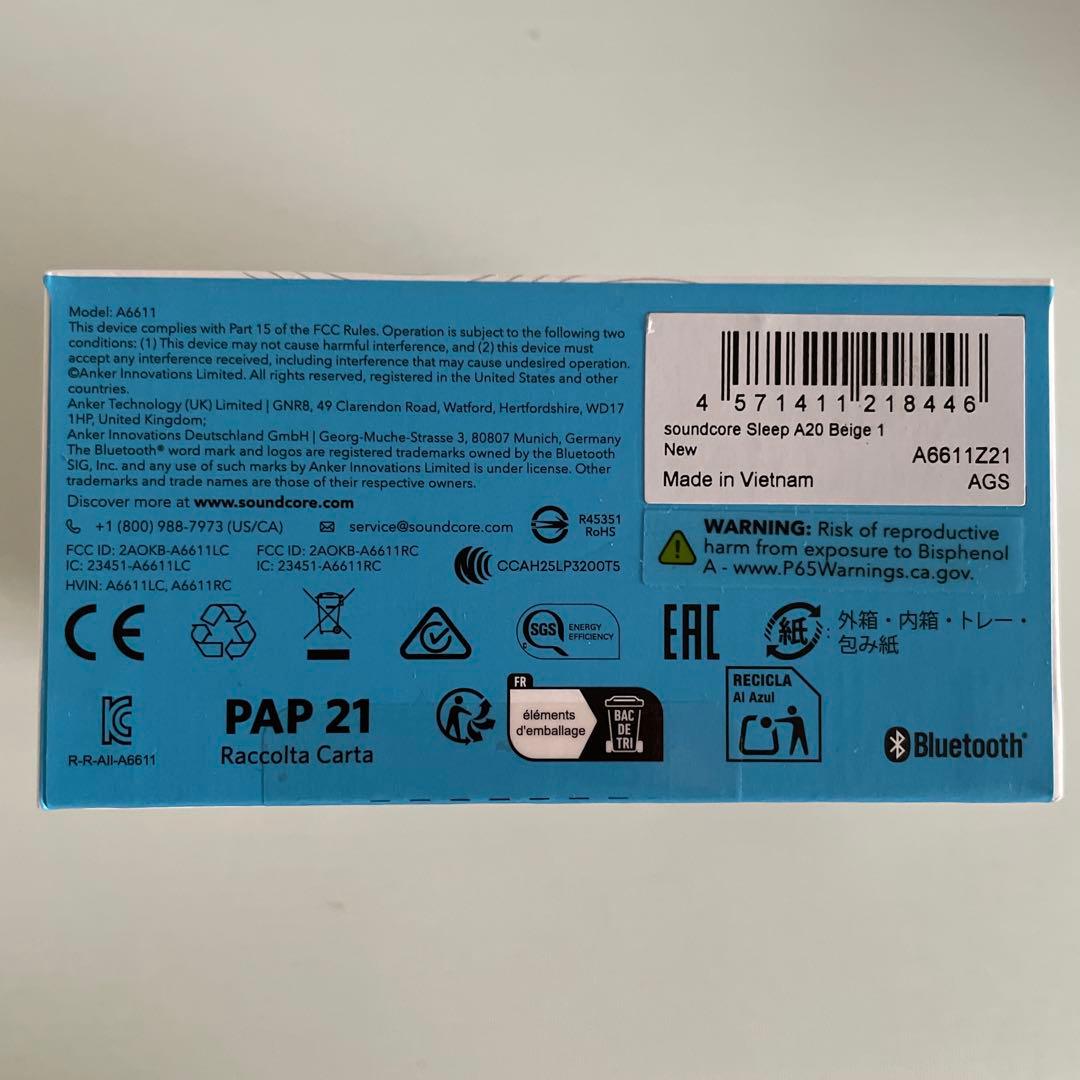 Model: A6611
This device complies with Part 15 of the FCC Rules. Operation is subject to the following two
conditions: (1) This device may not cause harmful interference, and (2) this device must
accept any interference received, including interference that may cause undesired operation.
©Anker Innovations Limited. All rights reserved, registered in the United States and other
countries.
Anker Technology (UK) Limited | GNR8, 49 Clarendon Road, Watford, Hertfordshire, WD17
1HP, United Kingdom;
Anker Innovations Deutschland GmbH | Georg-Muche-Strasse 3, 80807 Munich, Germany
The Bluetooth® word mark and logos are registered trademarks owned by the Bluetooth
SIG, Inc. and any use of such marks by Anker Innovations Limited is under license. Other
trademarks and trade names are those of their respective owners.
Discover more at www.soundcore.com
+1 (800) 988-7973 (US/CA) service@soundcore.com
R45351
RoHS
FCC ID: 2AOKB-A6611LC FCC ID: 2AOKB-A6611RC
IC: 23451-A6611LC IC: 23451-A6611RC
HVIN: A6611LC, A6611RC
CCAH25LP3200T5
4 571411 218446
soundcore Sleep A20 Beige 1
New A6611Z21
Made in Vietnam AGS
WARNING: Risk of reproductive
harm from exposure to Bisphenol
A - www.P65Warnings.ca.gov.
CE
SGS ENERGY
EFFICIENCY
EAC
紙 : 外箱・内箱・トレー・
包み紙
R-R-AII-A6611
PAP 21
Raccolta Carta
FR
éléments
d'emballage
BAC
DE
TRI
RECICLA
Al Azul
Bluetooth®